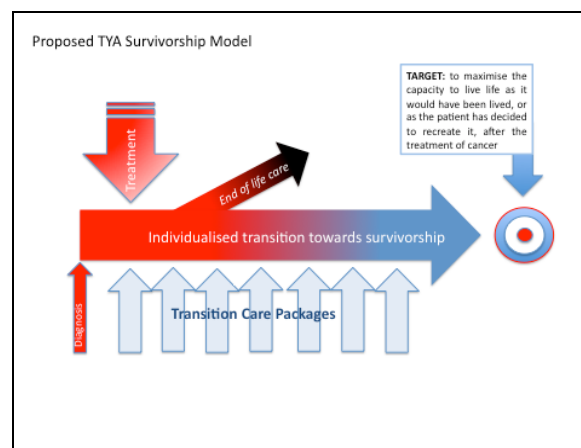 Proposed TYA Survivorship Model
TARGET: to maximise the
capacity to live life as it
would have been lived, or
as the patient has decided
to recreate it, after the
treatment of cancer
Treatment
End of life care
Individualised transition towards survivorship
Diagnosis
Transition Care Packages